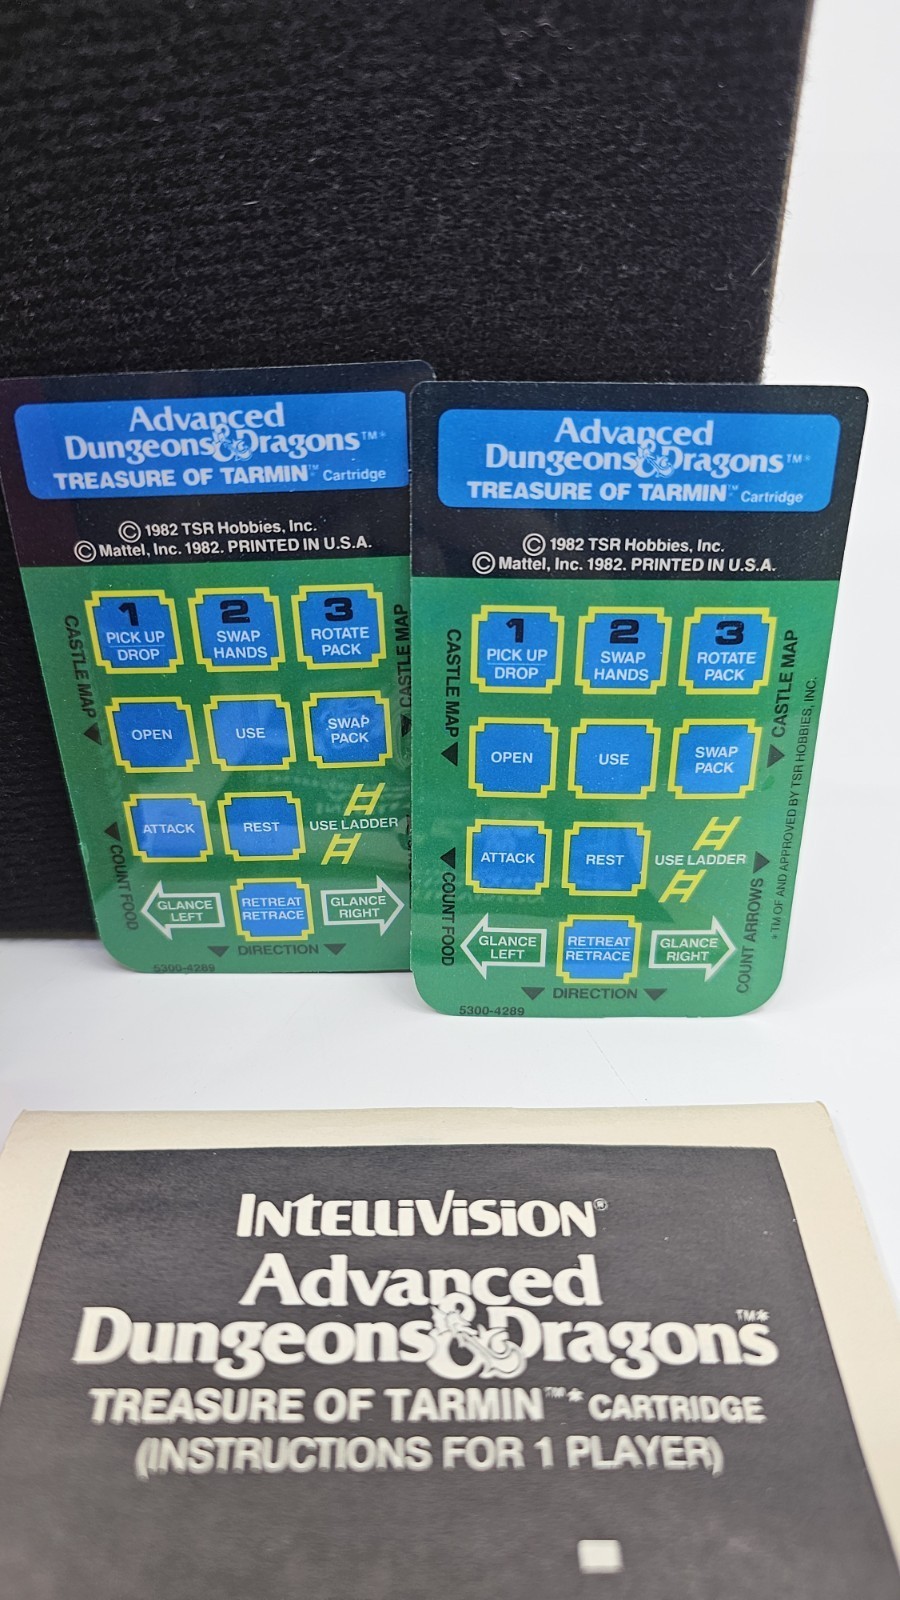 Advanced
Dungeons & Dragons™*
TREASURE OF TARMIN™ Cartridge
© 1982 TSR Hobbies, Inc.
© Mattel, Inc. 1982. PRINTED IN U.S.A.
CASTLE MAP
1
PICK UP
DROP
2
SWAP
HANDS
3
ROTATE
PACK
CASTLE MAP
OPEN
USE
SWAP
PACK
ATTACK
REST
USE LADDER
COUNT FOOD
GLANCE
LEFT
RETREAT
RETRACE
GLANCE
RIGHT
DIRECTION
5300-4289
Advanced
Dungeons & Dragons™*
TREASURE OF TARMIN™ Cartridge
© 1982 TSR Hobbies, Inc.
© Mattel, Inc. 1982. PRINTED IN U.S.A.
CASTLE MAP
1
PICK UP
DROP
2
SWAP
HANDS
3
ROTATE
PACK
CASTLE MAP
OPEN
USE
SWAP
PACK
ATTACK
REST
USE LADDER
COUNT FOOD
GLANCE
LEFT
RETREAT
RETRACE
GLANCE
RIGHT
COUNT ARROWS
* TM OF AND APPROVED BY TSR HOBBIES, INC.
DIRECTION
5300-4289
INTELLIVISION®
Advanced
Dungeons & Dragons™*
TREASURE OF TARMIN™* CARTRIDGE
(INSTRUCTIONS FOR 1 PLAYER)